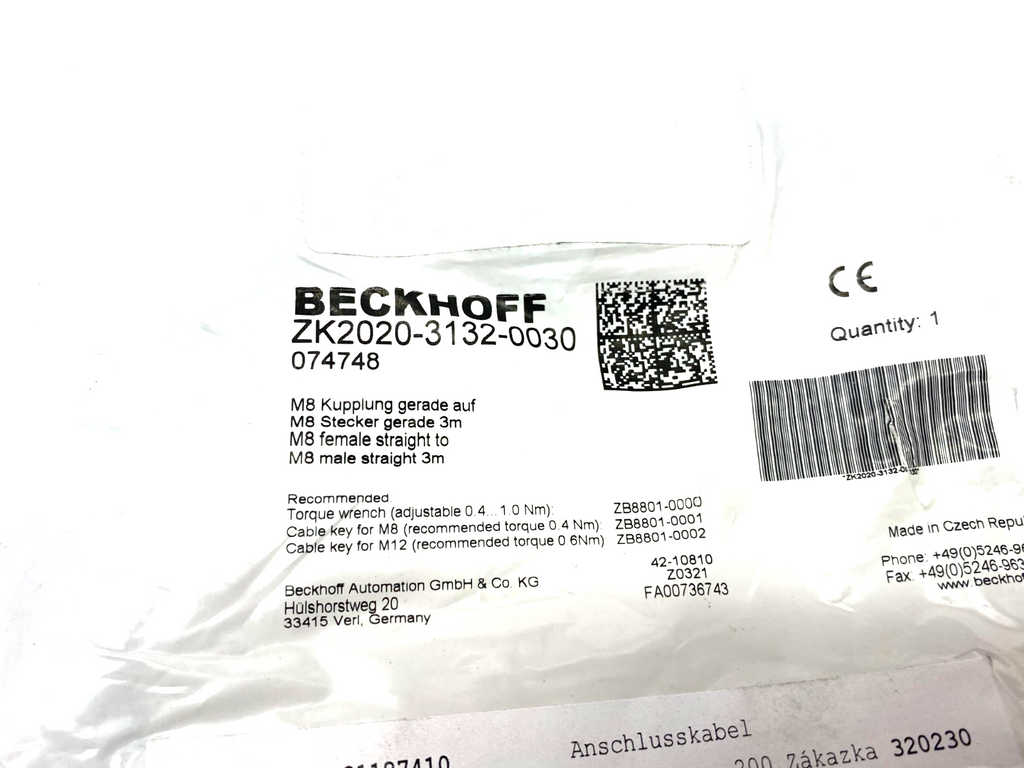 BECKHOFF
ZK2020-3132-0030
074748
M8 Kupplung gerade auf
M8 Stecker gerade 3m
M8 female straight to
M8 male straight 3m
Recommended
Torque wrench (adjustable 0.4...1.0 Nm): ZB8801-0000
Cable key for M8 (recommended torque 0.4 Nm): ZB8801-0001
Cable key for M12 (recommended torque 0.6Nm) ZB8801-0002
42-10810
Z0321
FA00736743
Beckhoff Automation GmbH & Co. KG
Hülshorstweg 20
33415 Verl, Germany
CE
Quantity: 1
Made in Czech
Phone: +49(0)5246-96
Fax: +49(0)5246-963
www.beckhof
Anschlusskabel
200 Zákazka 320230